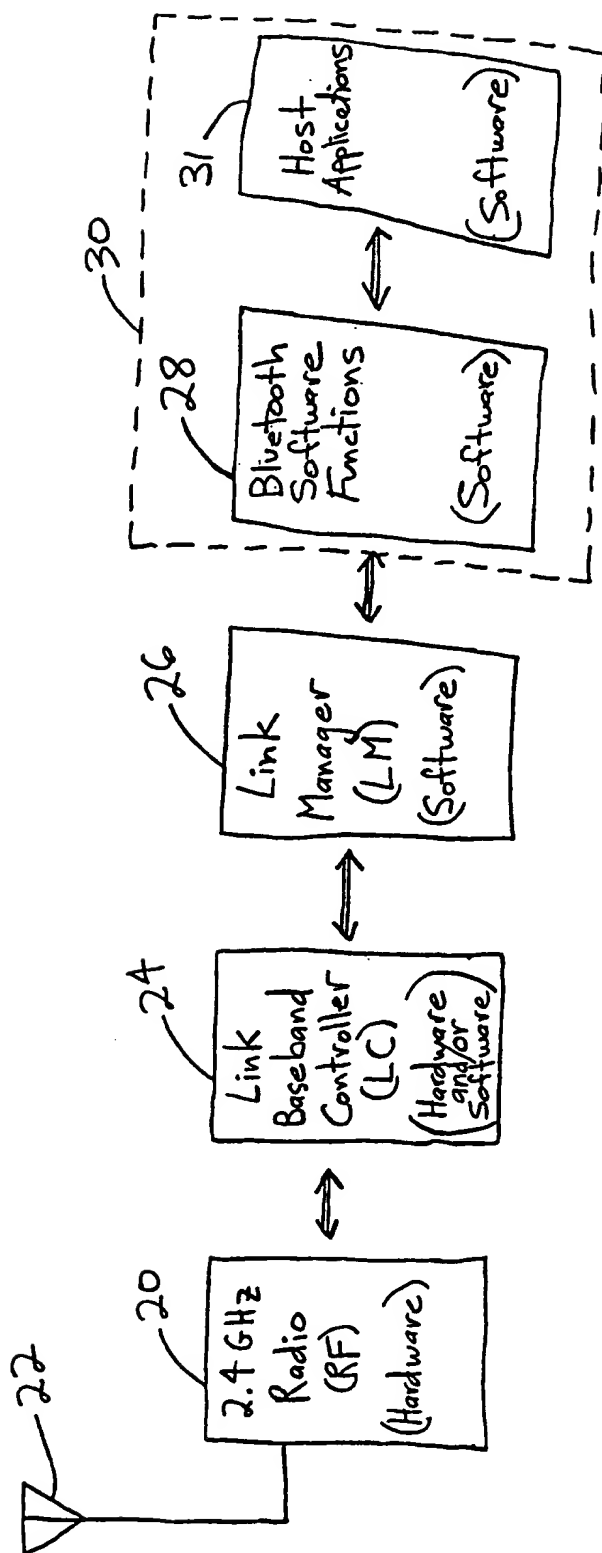 22
20
2.4 GHz
Radio
(RF)
(Hardware)
24
Link
Baseband
Controller
(LC)
(Hardware
and/or
Software)
26
Link
Manager
(LM)
(Software)
28
Bluetooth
Software
Functions
(Software)
30
31
Host
Applications
(Software)